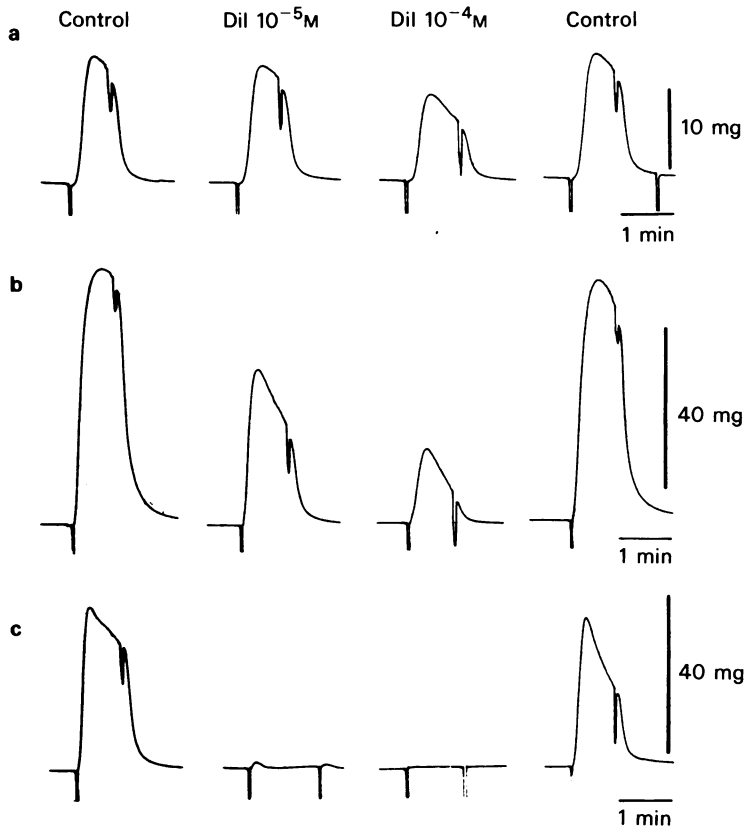 Control Dil 10⁻⁵M Dil 10⁻⁴M Control
a
10 mg
1 min
b
40 mg
1 min
c
40 mg
1 min